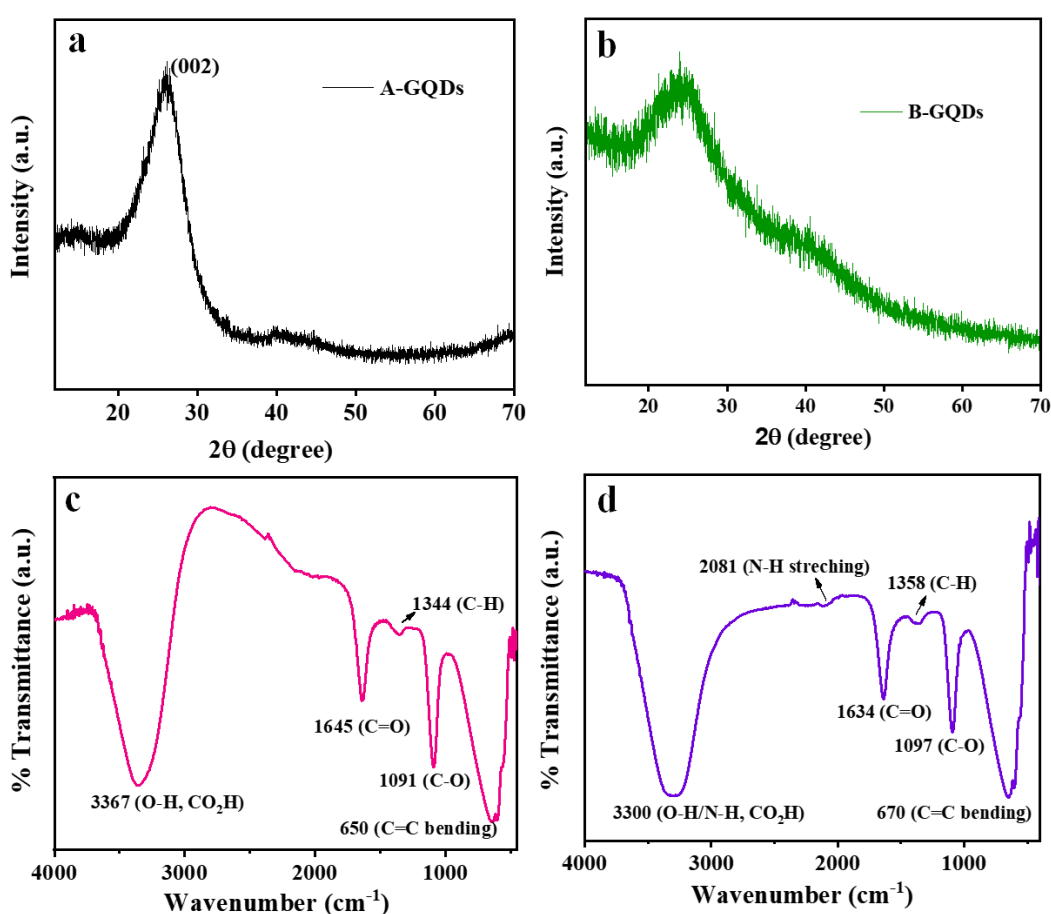 a
(002)
A-GQDs
Intensity (a.u.)
20 30 40 50 60 70
2θ (degree)
b
B-GQDs
Intensity (a.u.)
20 30 40 50 60 70
2θ (degree)
c
1344 (C-H)
1645 (C=O)
1091 (C-O)
3367 (O-H, CO₂H)
650 (C=C bending)
% Transmittance (a.u.)
4000 3000 2000 1000
Wavenumber (cm⁻¹)
d
2081 (N-H streching)
1358 (C-H)
1634 (C=O)
1097 (C-O)
3300 (O-H/N-H, CO₂H)
670 (C=C bending)
% Transmittance (a.u.)
4000 3000 2000 1000
Wavenumber (cm⁻¹)